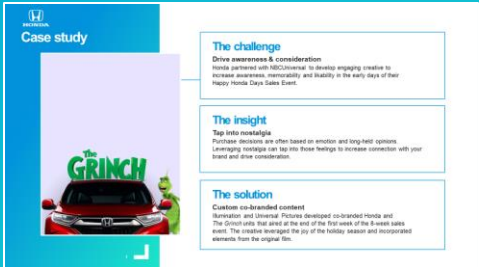 HONDA
Case study
The
GRINCH
The challenge
Drive awareness & consideration
Honda partnered with NBCUniversal to develop engaging creative to
increase awareness, memorability and likability in the early days of their
Happy Honda Days Sales Event.
The insight
Tap into nostalgia
Purchase decisions are often based on emotion and long-held opinions.
Leveraging nostalgia can tap into those feelings to increase connection with your
brand and drive consideration.
The solution
Custom co-branded content
Illumination and Universal Pictures developed co-branded Honda and
The Grinch units that aired at the end of the first week of the 8-week sales
event. The creative leveraged the joy of the holiday season and incorporated
elements from the original film.